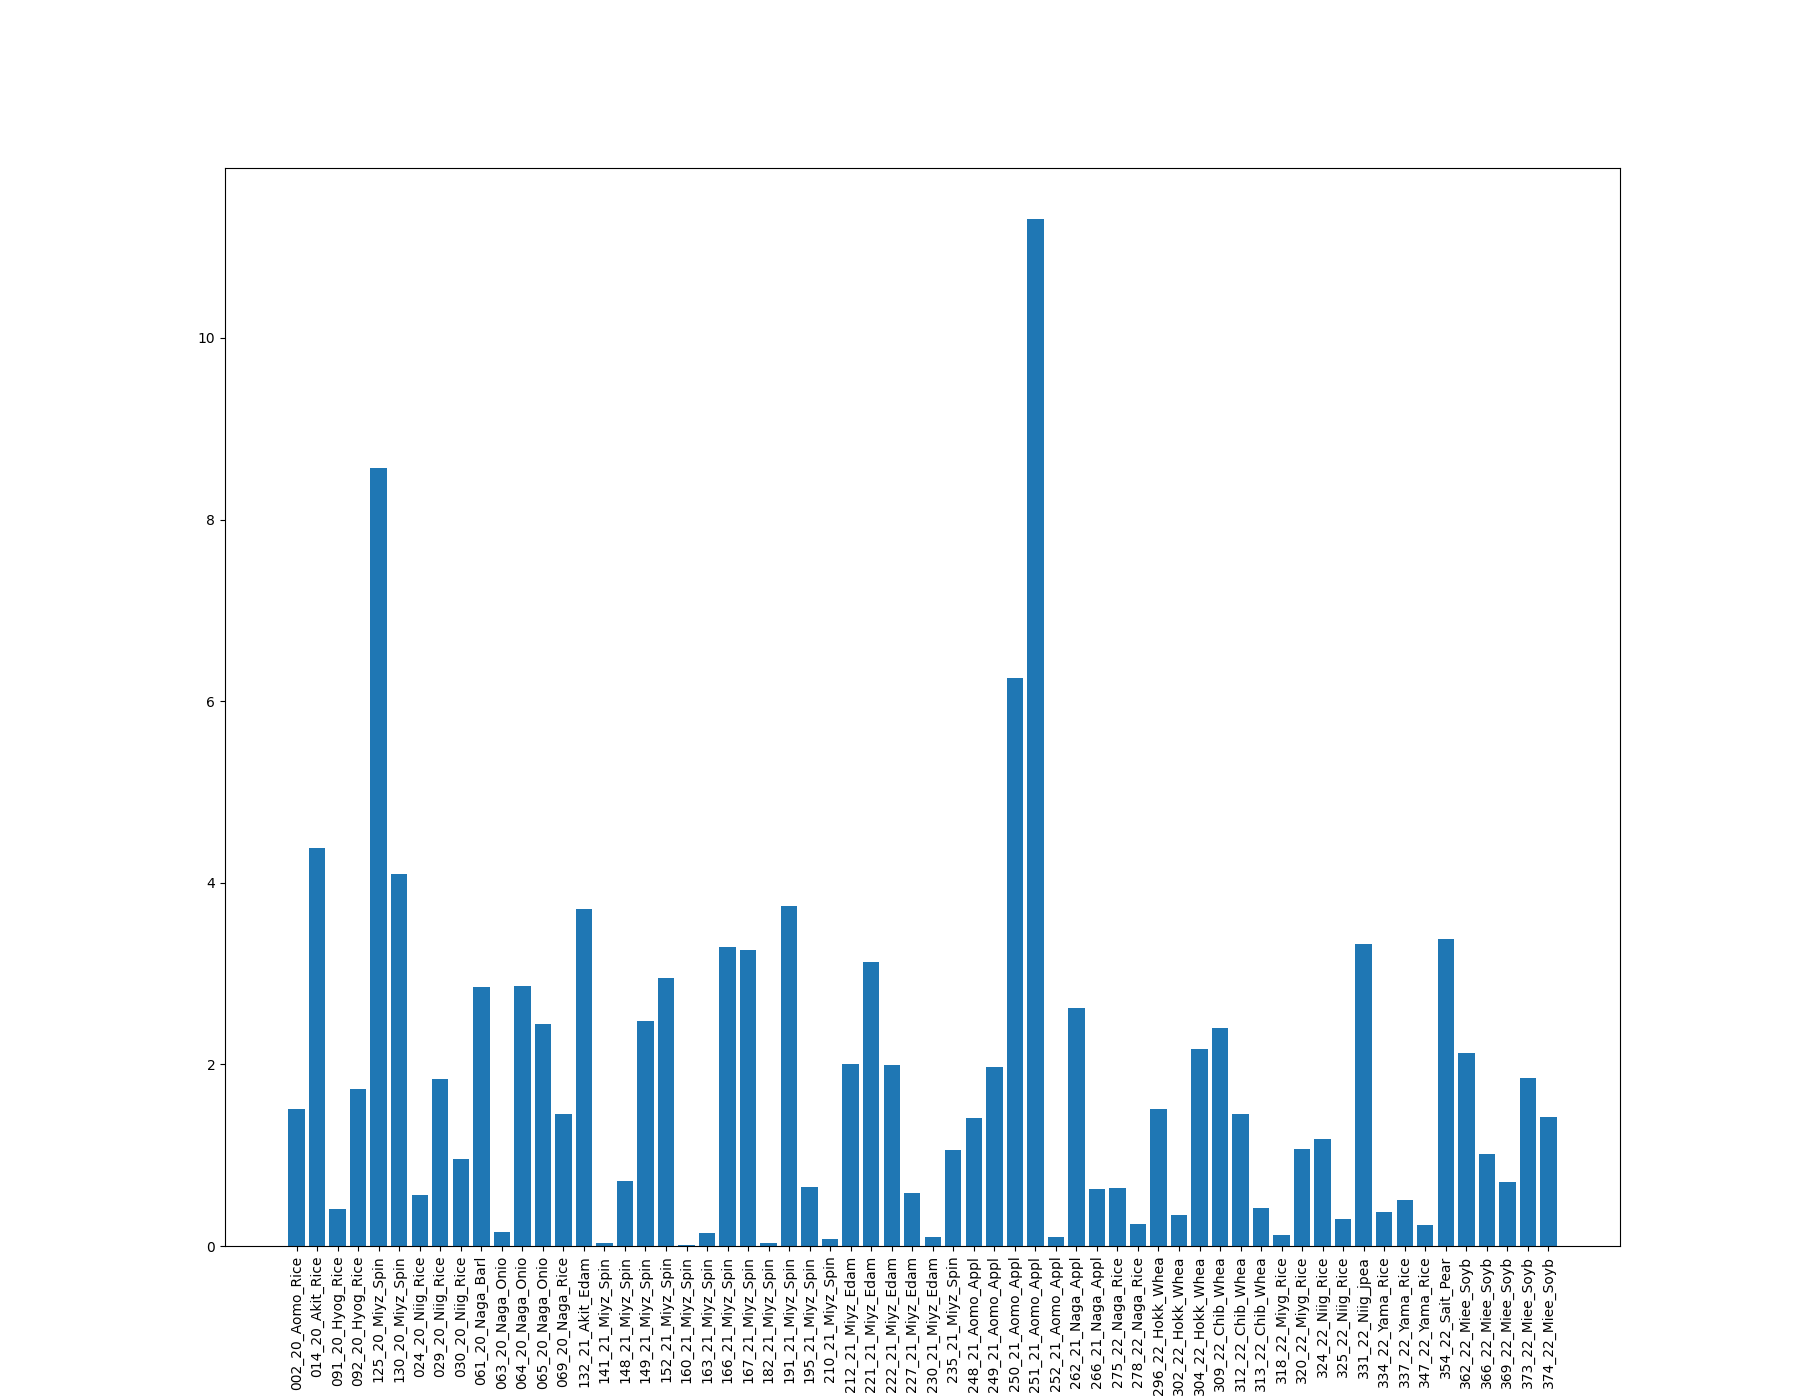 10
8
6
4
2
0
002_20_Aomo_Rice
014_20_Akit_Rice
091_20_Hyog_Rice
092_20_Hyog_Rice
125_20_Miyz_Spin
130_20_Miyz_Spin
024_20_Niig_Rice
029_20_Niig_Rice
030_20_Niig_Rice
061_20_Naga_Barl
063_20_Naga_Onio
064_20_Naga_Onio
065_20_Naga_Onio
069_20_Naga_Rice
132_21_Akit_Edam
141_21_Miyz_Spin
148_21_Miyz_Spin
149_21_Miyz_Spin
152_21_Miyz_Spin
160_21_Miyz_Spin
163_21_Miyz_Spin
166_21_Miyz_Spin
167_21_Miyz_Spin
182_21_Miyz_Spin
191_21_Miyz_Spin
195_21_Miyz_Spin
210_21_Miyz_Spin
212_21_Miyz_Edam
221_21_Miyz_Edam
222_21_Miyz_Edam
227_21_Miyz_Edam
230_21_Miyz_Edam
235_21_Miyz_Spin
248_21_Aomo_Appl
249_21_Aomo_Appl
250_21_Aomo_Appl
251_21_Aomo_Appl
252_21_Aomo_Appl
262_21_Naga_Appl
266_21_Naga_Appl
275_22_Naga_Rice
278_22_Naga_Rice
296_22_Hokk_Whea
302_22_Hokk_Whea
304_22_Hokk_Whea
309_22_Chib_Whea
312_22_Chib_Whea
313_22_Chib_Whea
318_22_Miyg_Rice
320_22_Miyg_Rice
324_22_Niig_Rice
325_22_Niig_Rice
331_22_Niig_Jpea
334_22_Yama_Rice
337_22_Yama_Rice
347_22_Yama_Rice
354_22_Sait_Pear
362_22_Miee_Soyb
366_22_Miee_Soyb
369_22_Miee_Soyb
373_22_Miee_Soyb
374_22_Miee_Soyb